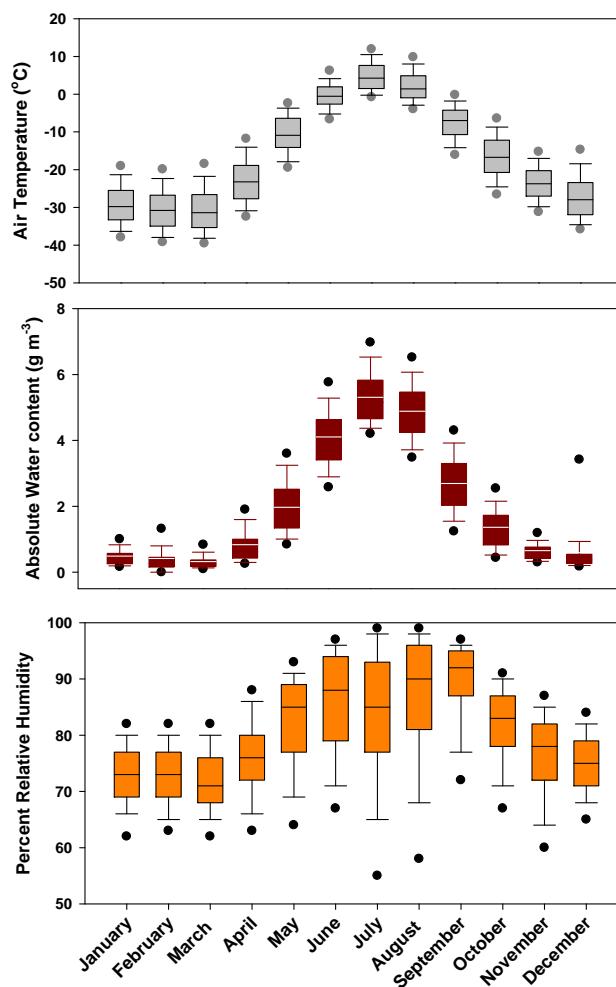 Air Temperature (°C)
20
10
0
-10
-20
-30
-40
-50
Absolute Water content (g m-3)
8
6
4
2
0
Percent Relative Humidity
100
90
80
70
60
50
January
February
March
April
May
June
July
August
September
October
November
December